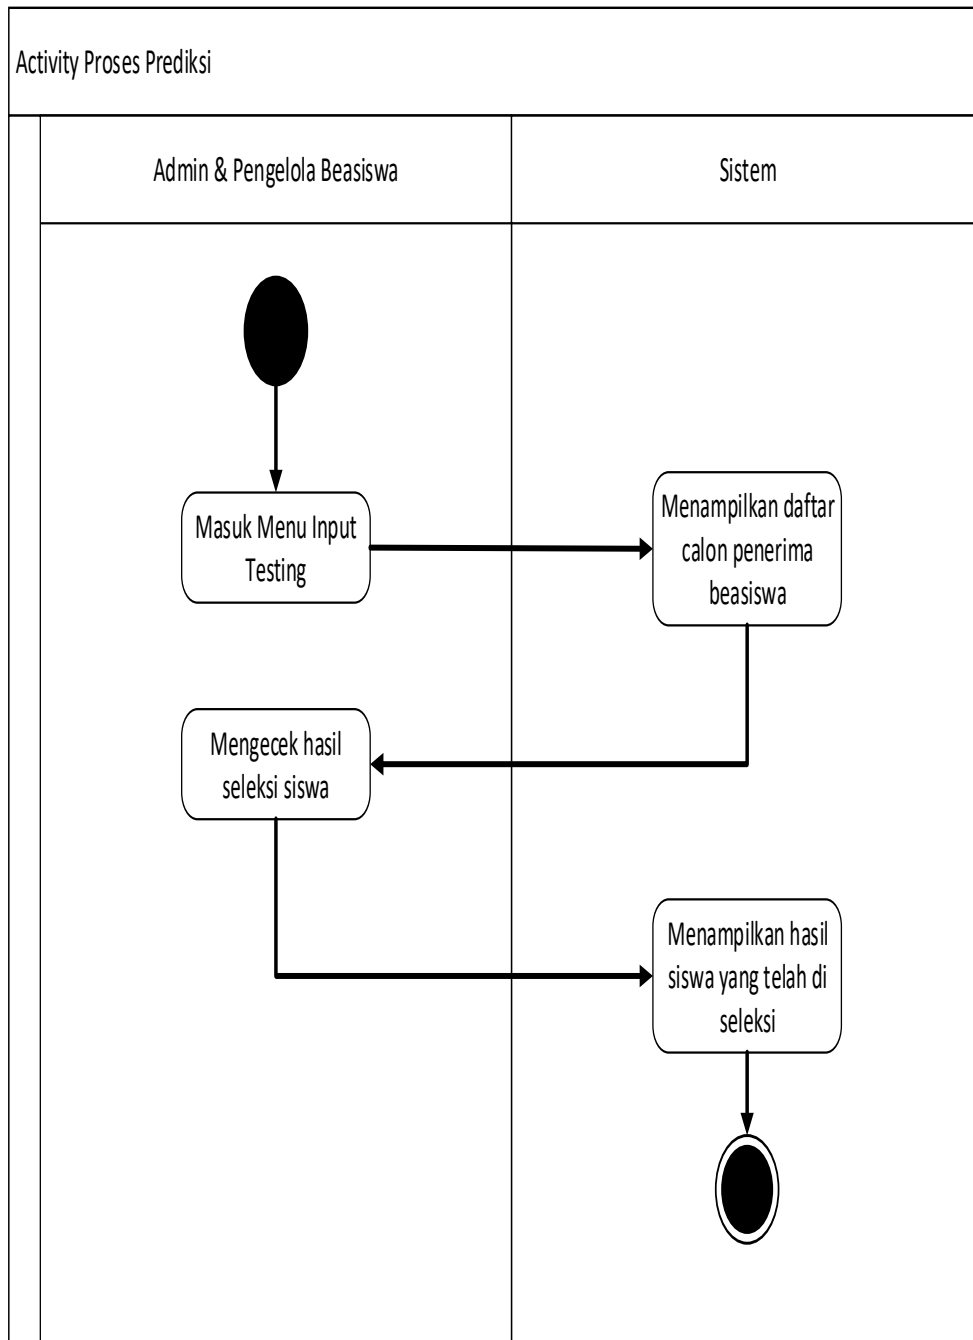 Activity Proses Prediksi
Admin & Pengelola Beasiswa
Sistem
Masuk Menu Input
Testing
Menampilkan daftar
calon penerima
beasiswa
Mengecek hasil
seleksi siswa
Menampilkan hasil
siswa yang telah di
seleksi